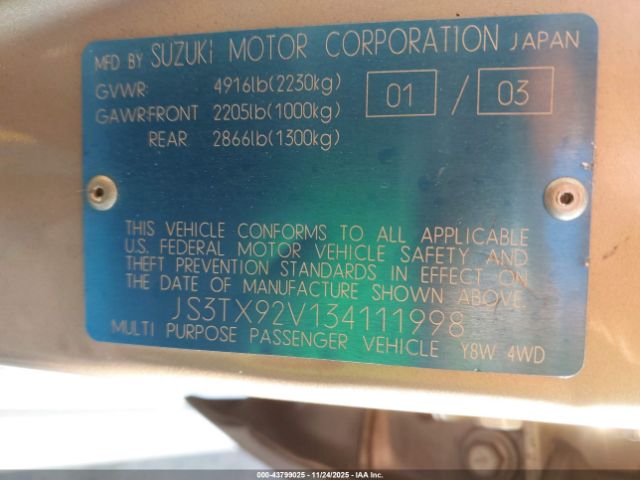 MFD BY SUZUKI MOTOR CORPORATION JAPAN
GVWR: 4916lb(2230kg) 01 / 03
GAWR:FRONT 2205lb(1000kg)
REAR 2866lb(1300kg)
THIS VEHICLE CONFORMS TO ALL APPLICABLE
U.S. FEDERAL MOTOR VEHICLE SAFETY AND
THEFT PREVENTION STANDARDS IN EFFECT ON
THE DATE OF MANUFACTURE SHOWN ABOVE
JS3TX92V134111998
MULTI PURPOSE PASSENGER VEHICLE Y8W 4WD
000-43799025 - 11/24/2025 - IAA Inc.